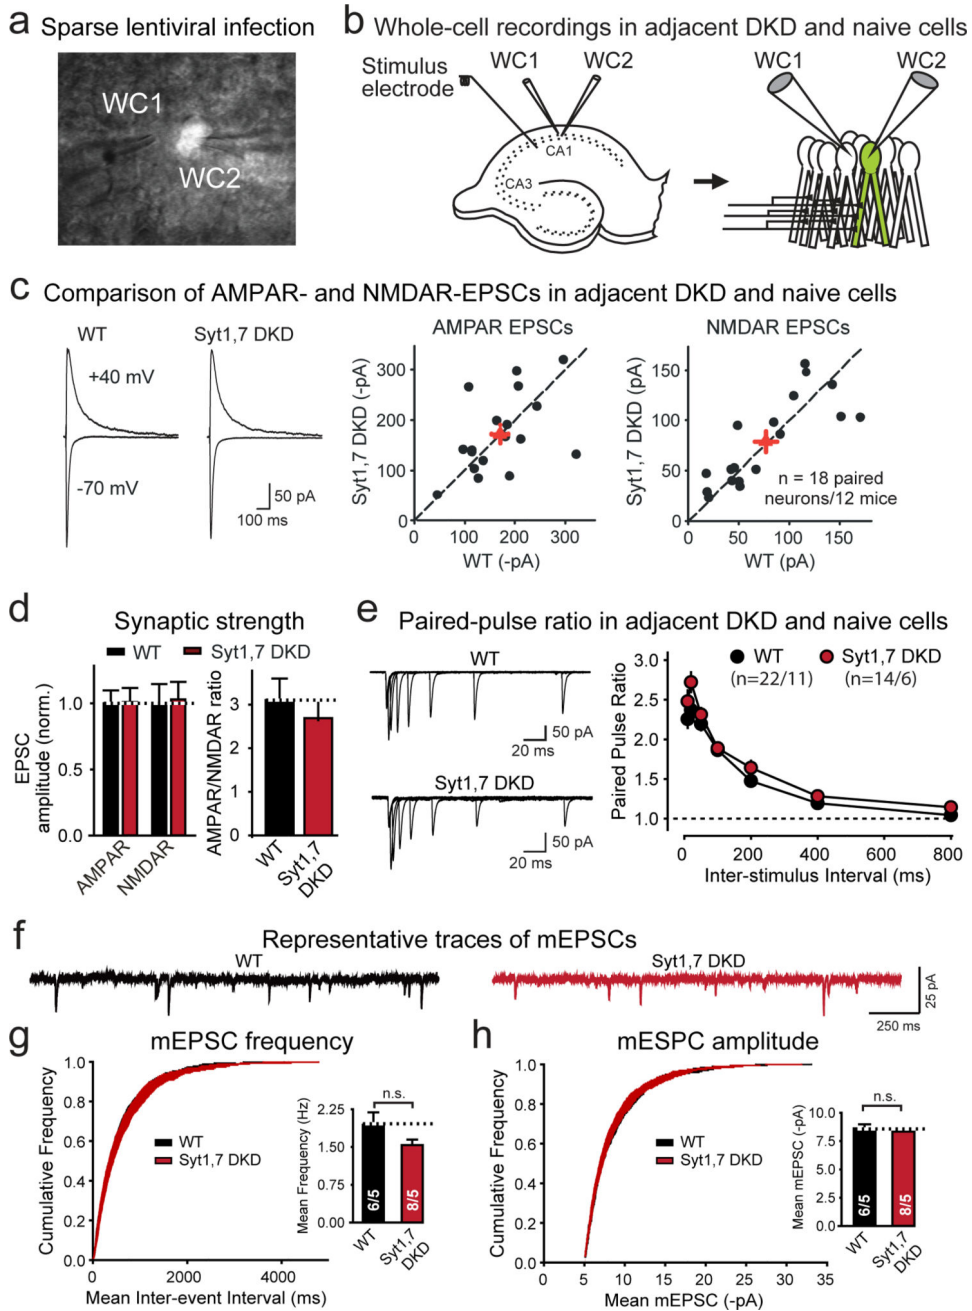 a Sparse lentiviral infection
WC1
WC2
b Whole-cell recordings in adjacent DKD and naive cells
Stimulus
electrode
WC1
WC2
CA1
CA3
WC1
WC2
c Comparison of AMPAR- and NMDAR-EPSCs in adjacent DKD and naive cells
WT
Syt1,7 DKD
+40 mV
-70 mV
50 pA
100 ms
AMPAR EPSCs
Syt1,7 DKD (-pA)
300
200
100
0
0 100 200 300
WT (-pA)
NMDAR EPSCs
Syt1,7 DKD (pA)
150
100
50
0
n = 18 paired
neurons/12 mice
0 50 100 150
WT (pA)
d Synaptic strength
WT Syt1,7 DKD
EPSC
amplitude (norm.)
1.0
0.5
0.0
AMPAR
NMDAR
AMPAR/NMDAR ratio
3
2
1
0
WT
Syt1,7
DKD
e Paired-pulse ratio in adjacent DKD and naive cells
WT
50 pA
20 ms
Syt1,7 DKD
50 pA
20 ms
WT
(n=22/11)
Syt1,7 DKD
(n=14/6)
Paired Pulse Ratio
3.0
2.5
2.0
1.5
1.0
0 200 400 600 800
Inter-stimulus Interval (ms)
f Representative traces of mEPSCs
WT
Syt1,7 DKD
25 pA
250 ms
g mEPSC frequency
Cumulative Frequency
1.0
0.8
0.6
0.4
0.2
0.0
WT
Syt1,7 DKD
0 2000 4000
Mean Inter-event Interval (ms)
n.s.
Mean Frequency (Hz)
2.25
1.50
0.75
0.00
6/5
8/5
WT
Syt1,7
DKD
h mESPC amplitude
Cumulative Frequency
1.0
0.8
0.6
0.4
0.2
0.0
WT
Syt1,7 DKD
0 5 10 15 20 25 30 35
Mean mEPSC (-pA)
n.s.
Mean mEPSC (-pA)
10.0
7.5
5.0
2.5
0.0
6/5
8/5
WT
Syt1,7
DKD